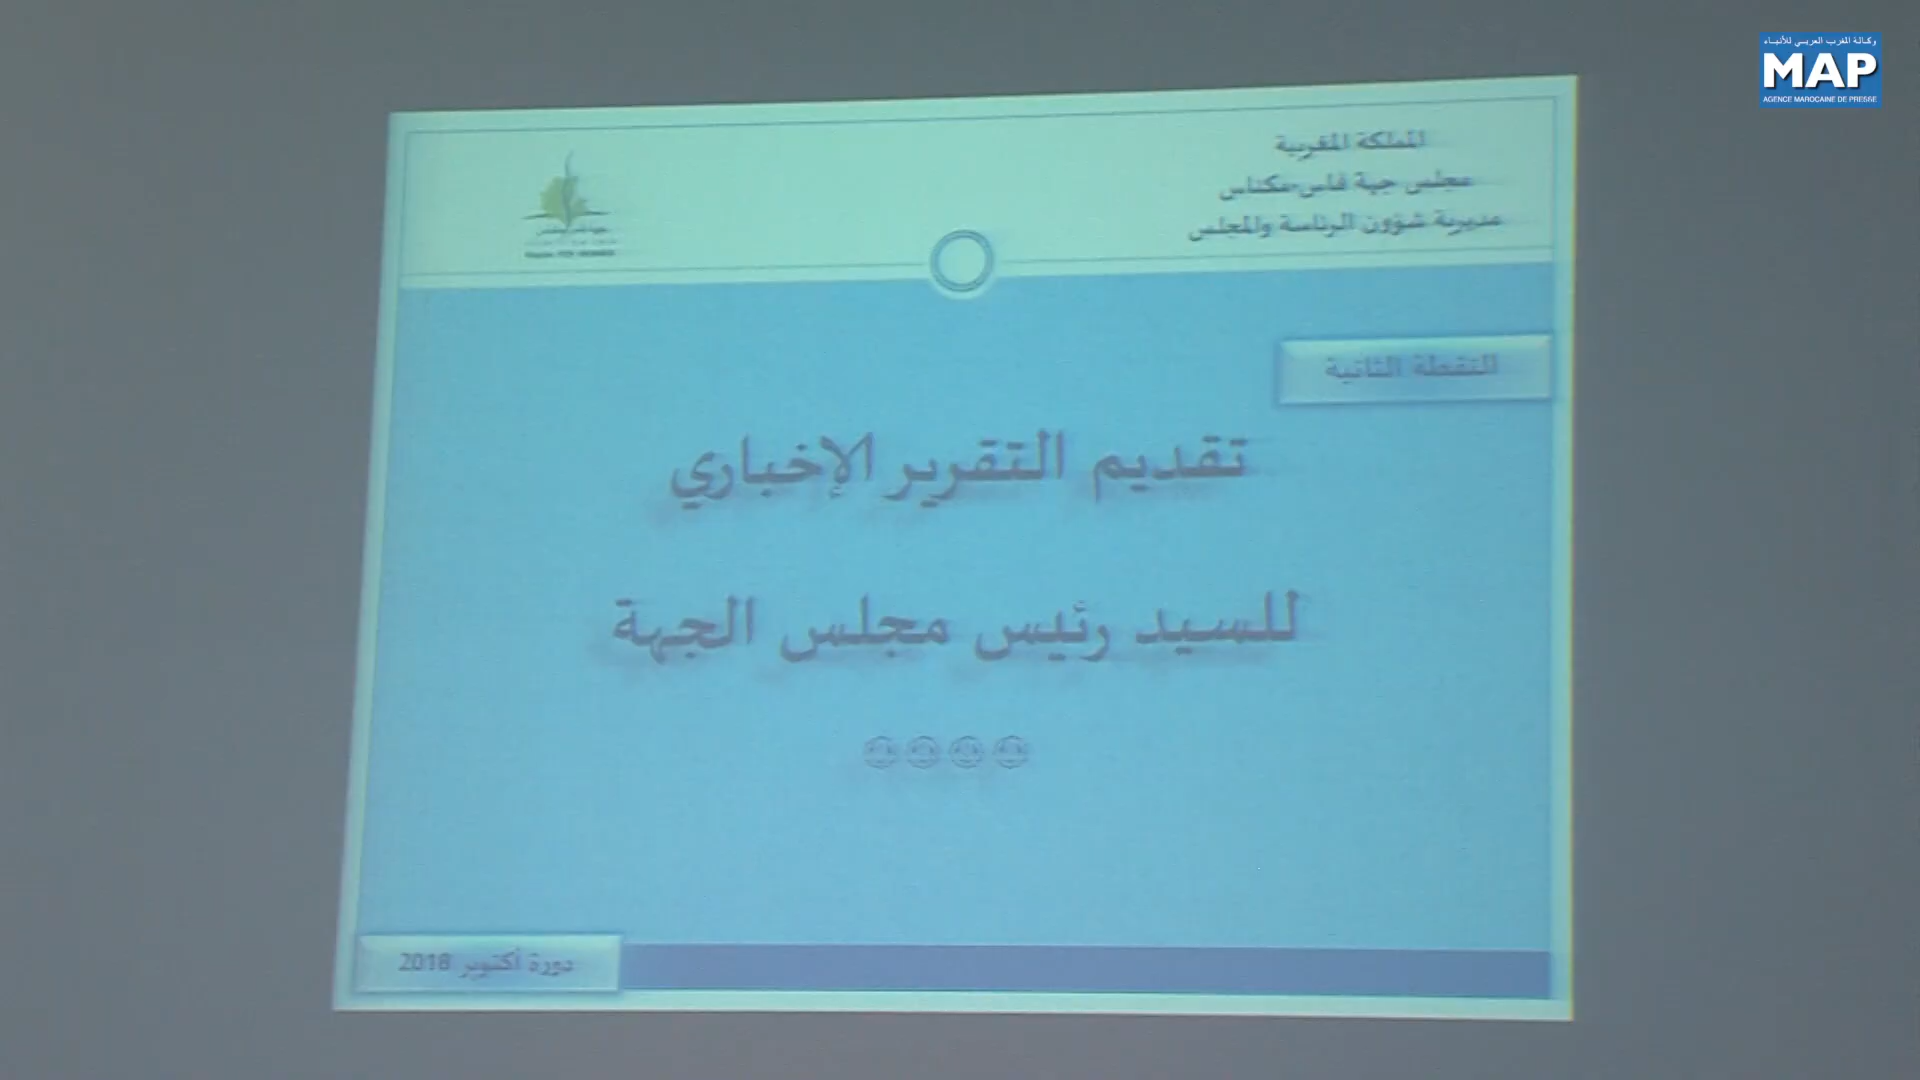 وكالة المغرب العربي للأنباء
MAP
AGENCE MAROCAINE DE PRESSE
المملكة المغربية
مجلس جهة فاس-مكناس
مديرية شؤون الرئاسة والمجلس
النقطة الثانية
تقديم التقرير الإخباري
للسيد رئيس مجلس الجهة
دورة أكتوبر 2018